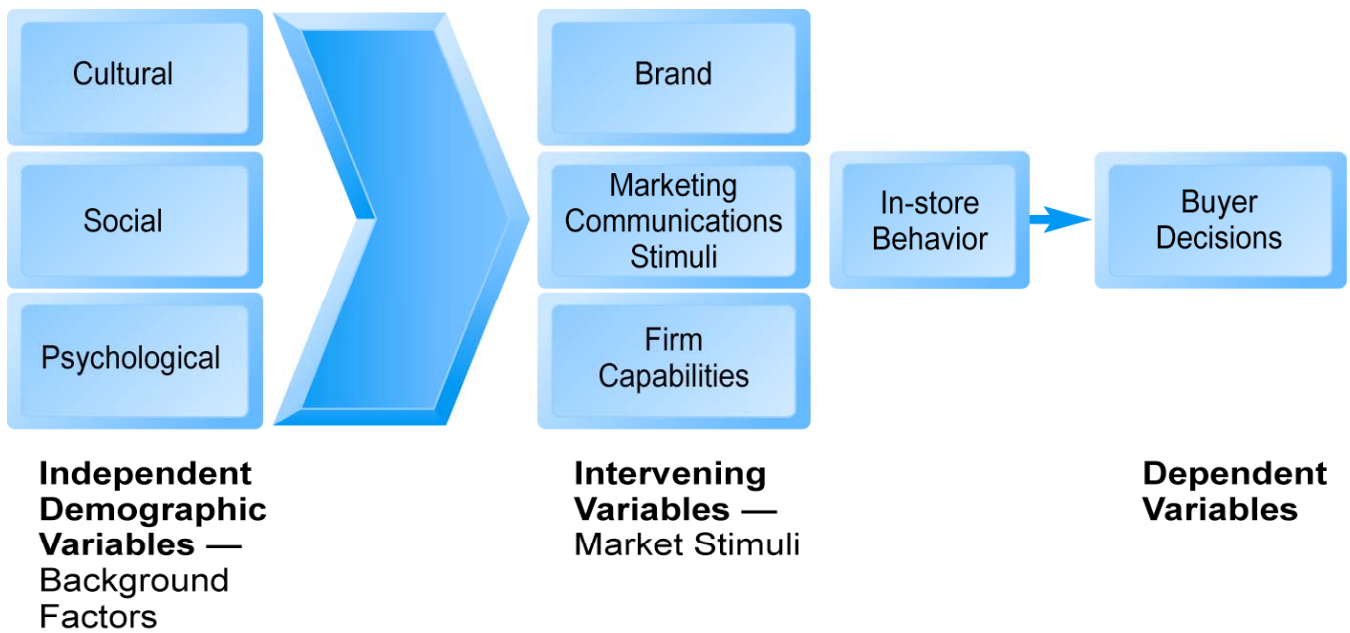 Cultural
Social
Psychological
Brand
Marketing
Communications
Stimuli
Firm
Capabilities
In-store
Behavior
Buyer
Decisions
Independent
Demographic
Variables —
Background
Factors
Intervening
Variables —
Market Stimuli
Dependent
Variables